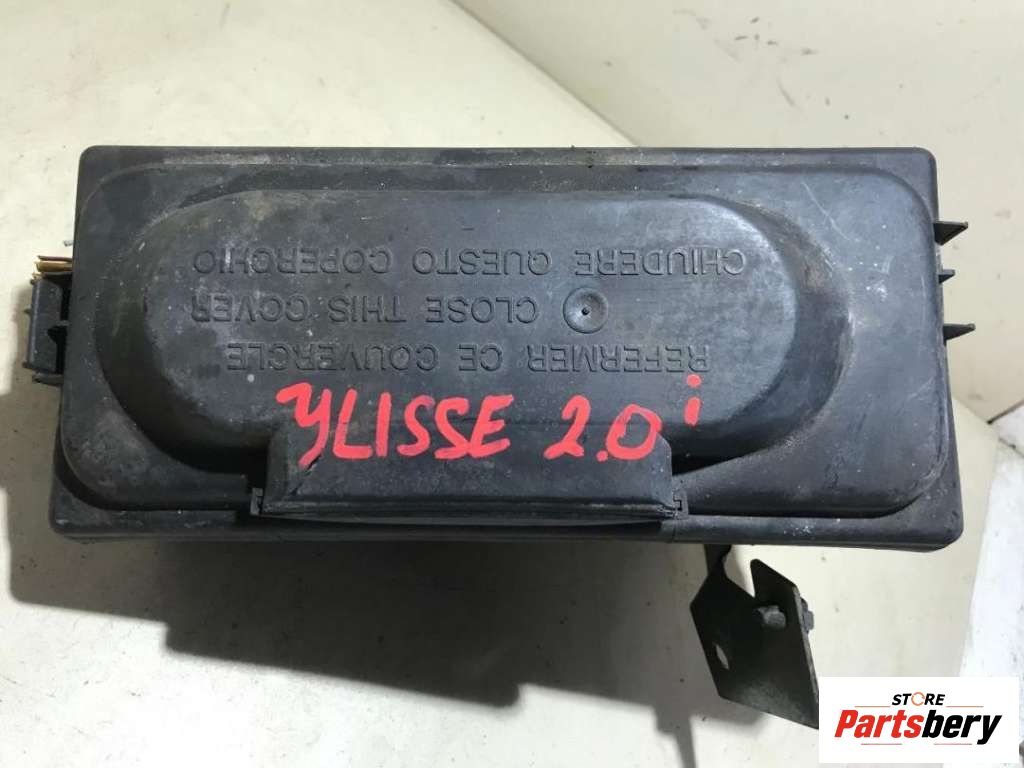 REFERMER CE COUVERCLE
CLOSE THIS COVER
CHIUDERE QUESTO COPERCHIO
YLISSE 2.0i
STORE
Partsbery